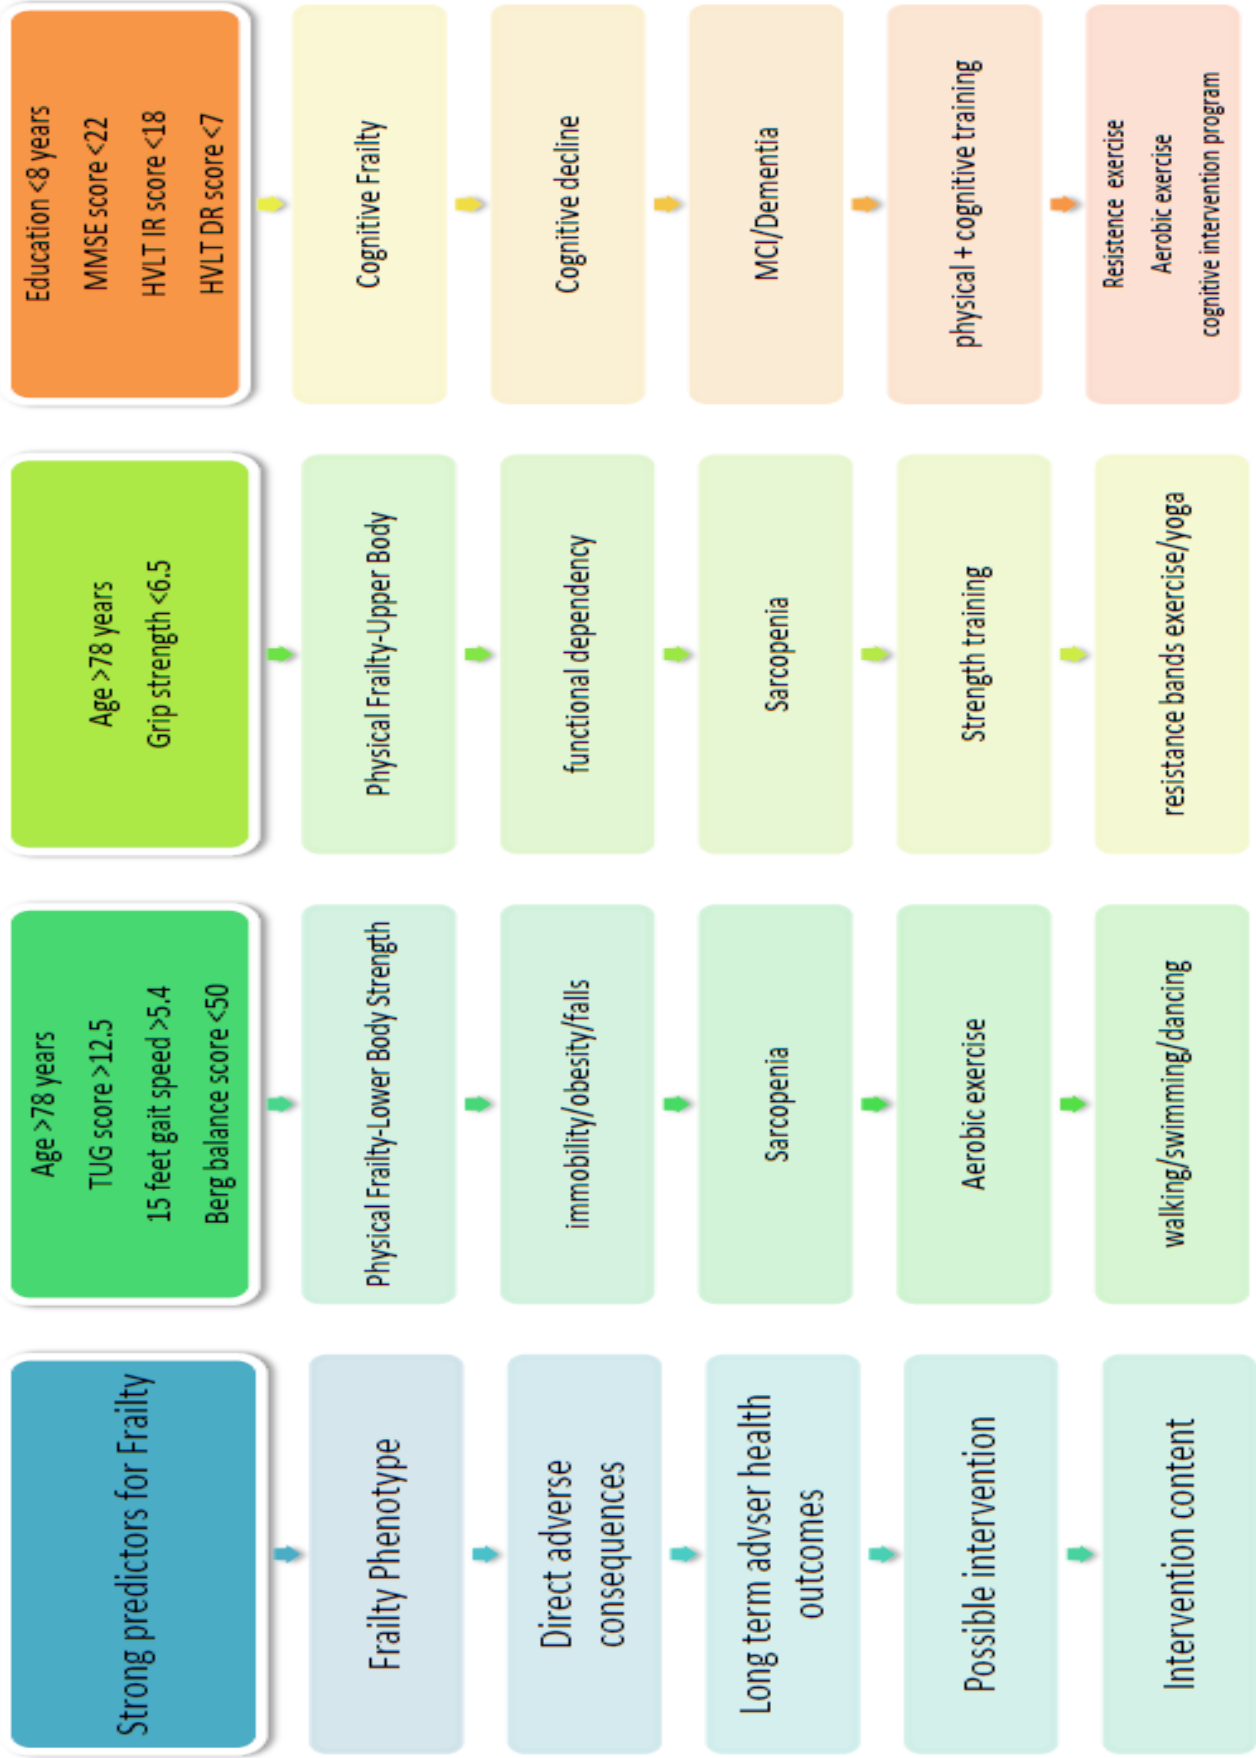 Strong predictors for Frailty
Frailty Phenotype
Direct adverse
consequences
Long term advser health
outcomes
Possible intervention
Intervention content
Age >78 years
TUG score >12.5
15 feet gait speed >5.4
Berg balance score <50
Physical Frailty-Lower Body Strength
immobility/obesity/falls
Sarcopenia
Aerobic exercise
walking/swimming/dancing
Age >78 years
Grip strength <6.5
Physical Frailty-Upper Body
functional dependency
Sarcopenia
Strength training
resistance bands exercise/yoga
Education <8 years
MMSE score <22
HVLT IR score <18
HVLT DR score <7
Cognitive Frailty
Cognitive decline
MCI/Dementia
physical + cognitive training
Resistence exercise
Aerobic exercise
cognitive intervention program